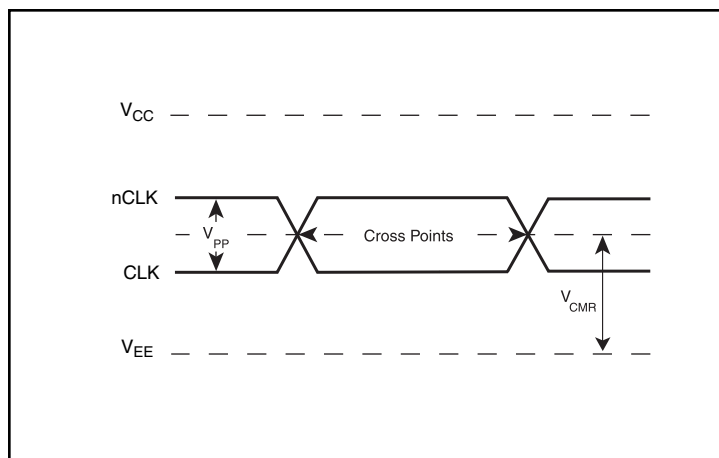 VCC
nCLK
VPP
Cross Points
CLK
VCMR
VEE